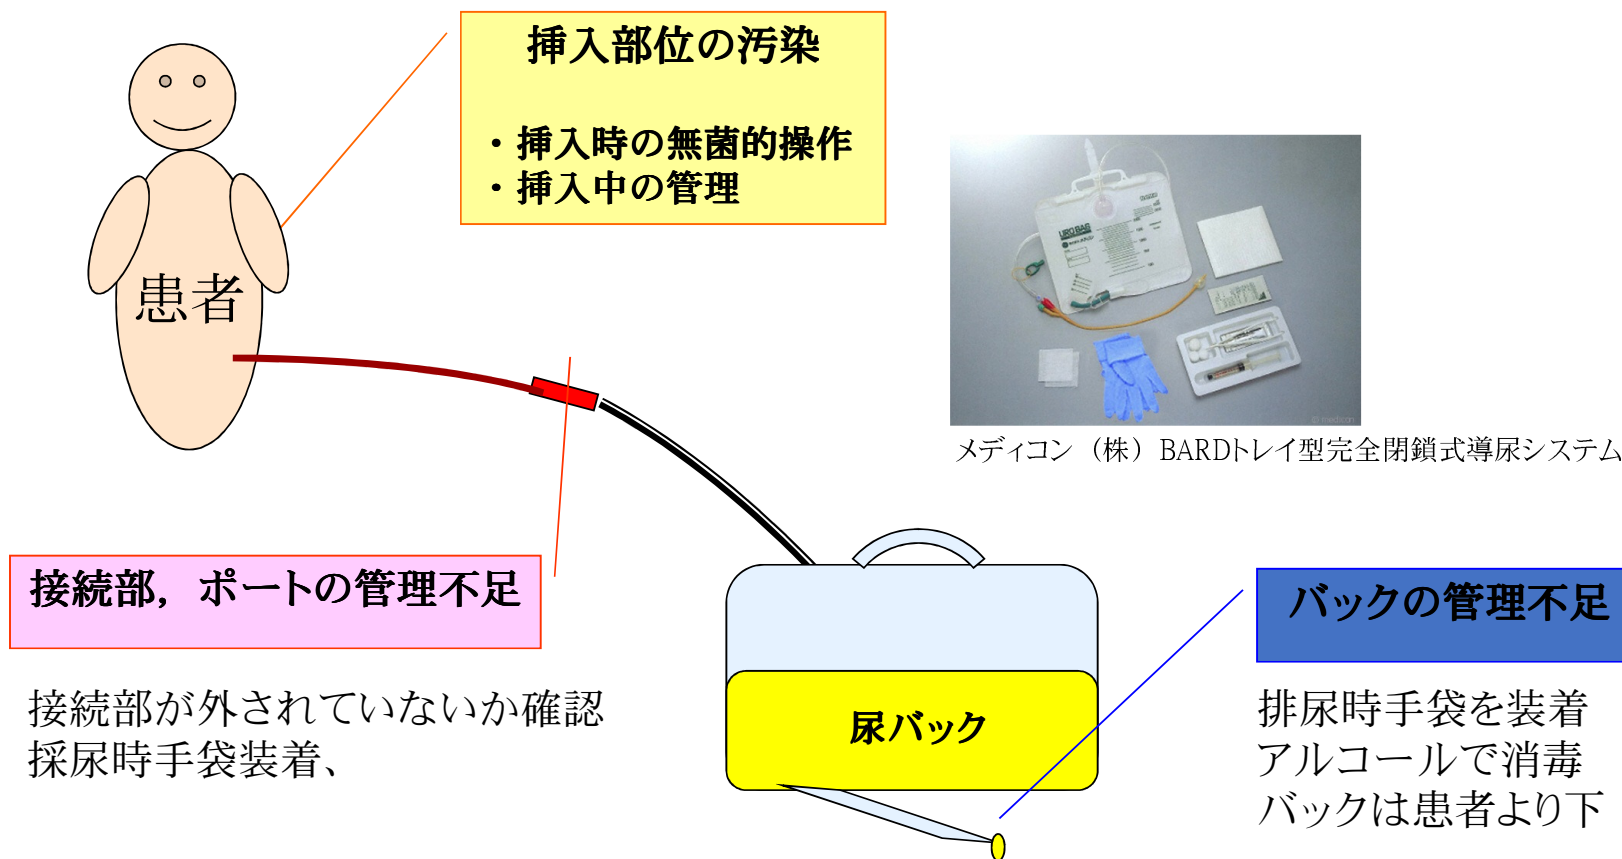 挿入部位の汚染
・挿入時の無菌的操作
・挿入中の管理
患者
URO BAG
© medicon
メディコン（株）BARDトレイ型完全閉鎖式導尿システム
接続部，ポートの管理不足
接続部が外されていないか確認
採尿時手袋装着、
尿バック
バックの管理不足
排尿時手袋を装着
アルコールで消毒
バックは患者より下